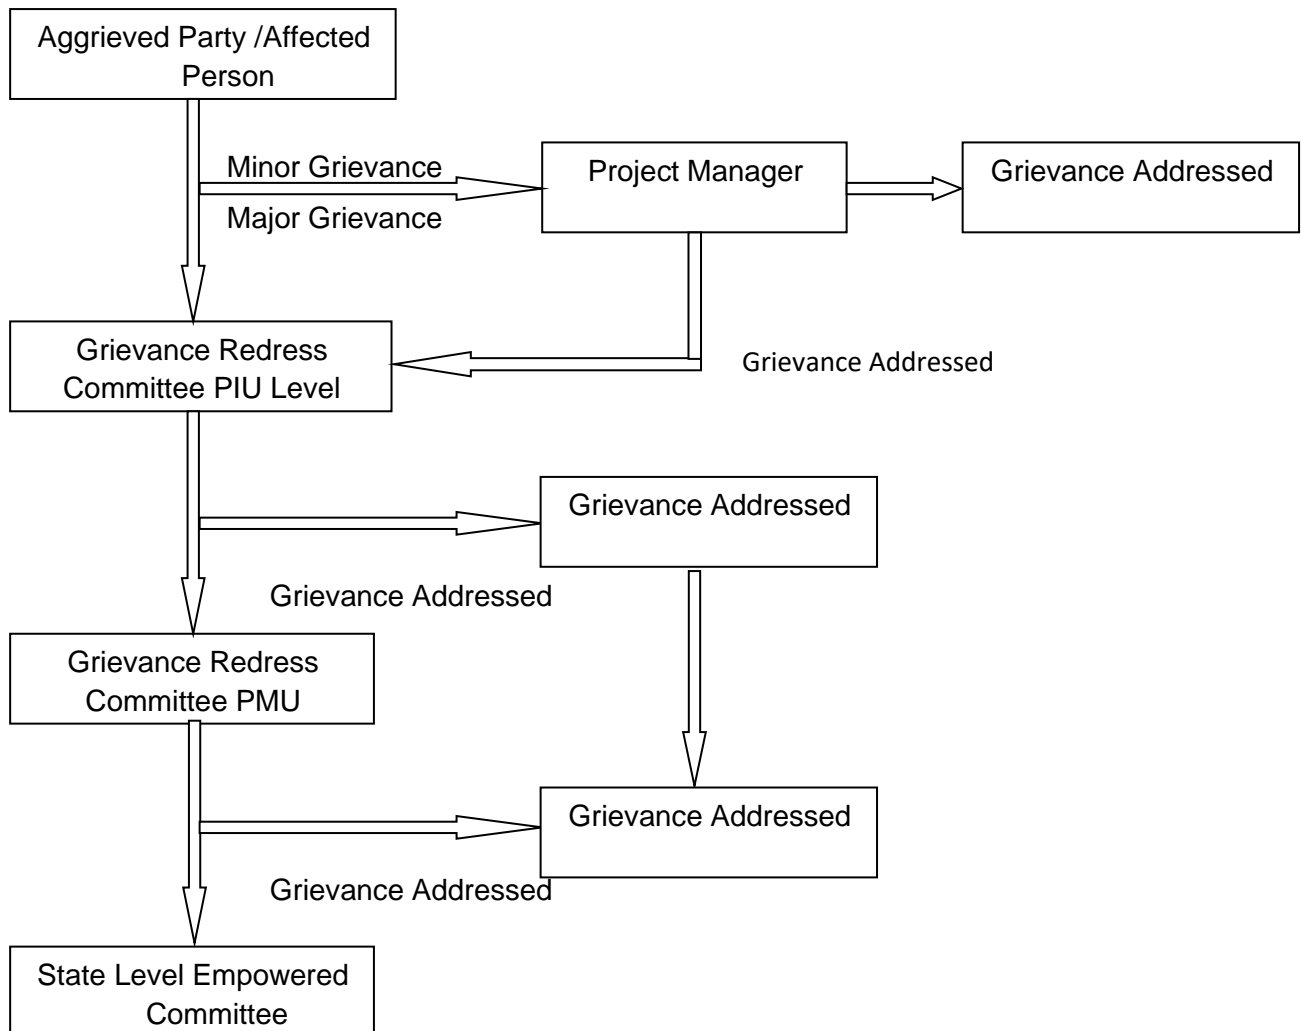 Aggrieved Party /Affected
Person
Minor Grievance
Project Manager
Grievance Addressed
Major Grievance
Grievance Redress
Committee PIU Level
Grievance Addressed
Grievance Addressed
Grievance Addressed
Grievance Redress
Committee PMU
Grievance Addressed
Grievance Addressed
State Level Empowered
Committee